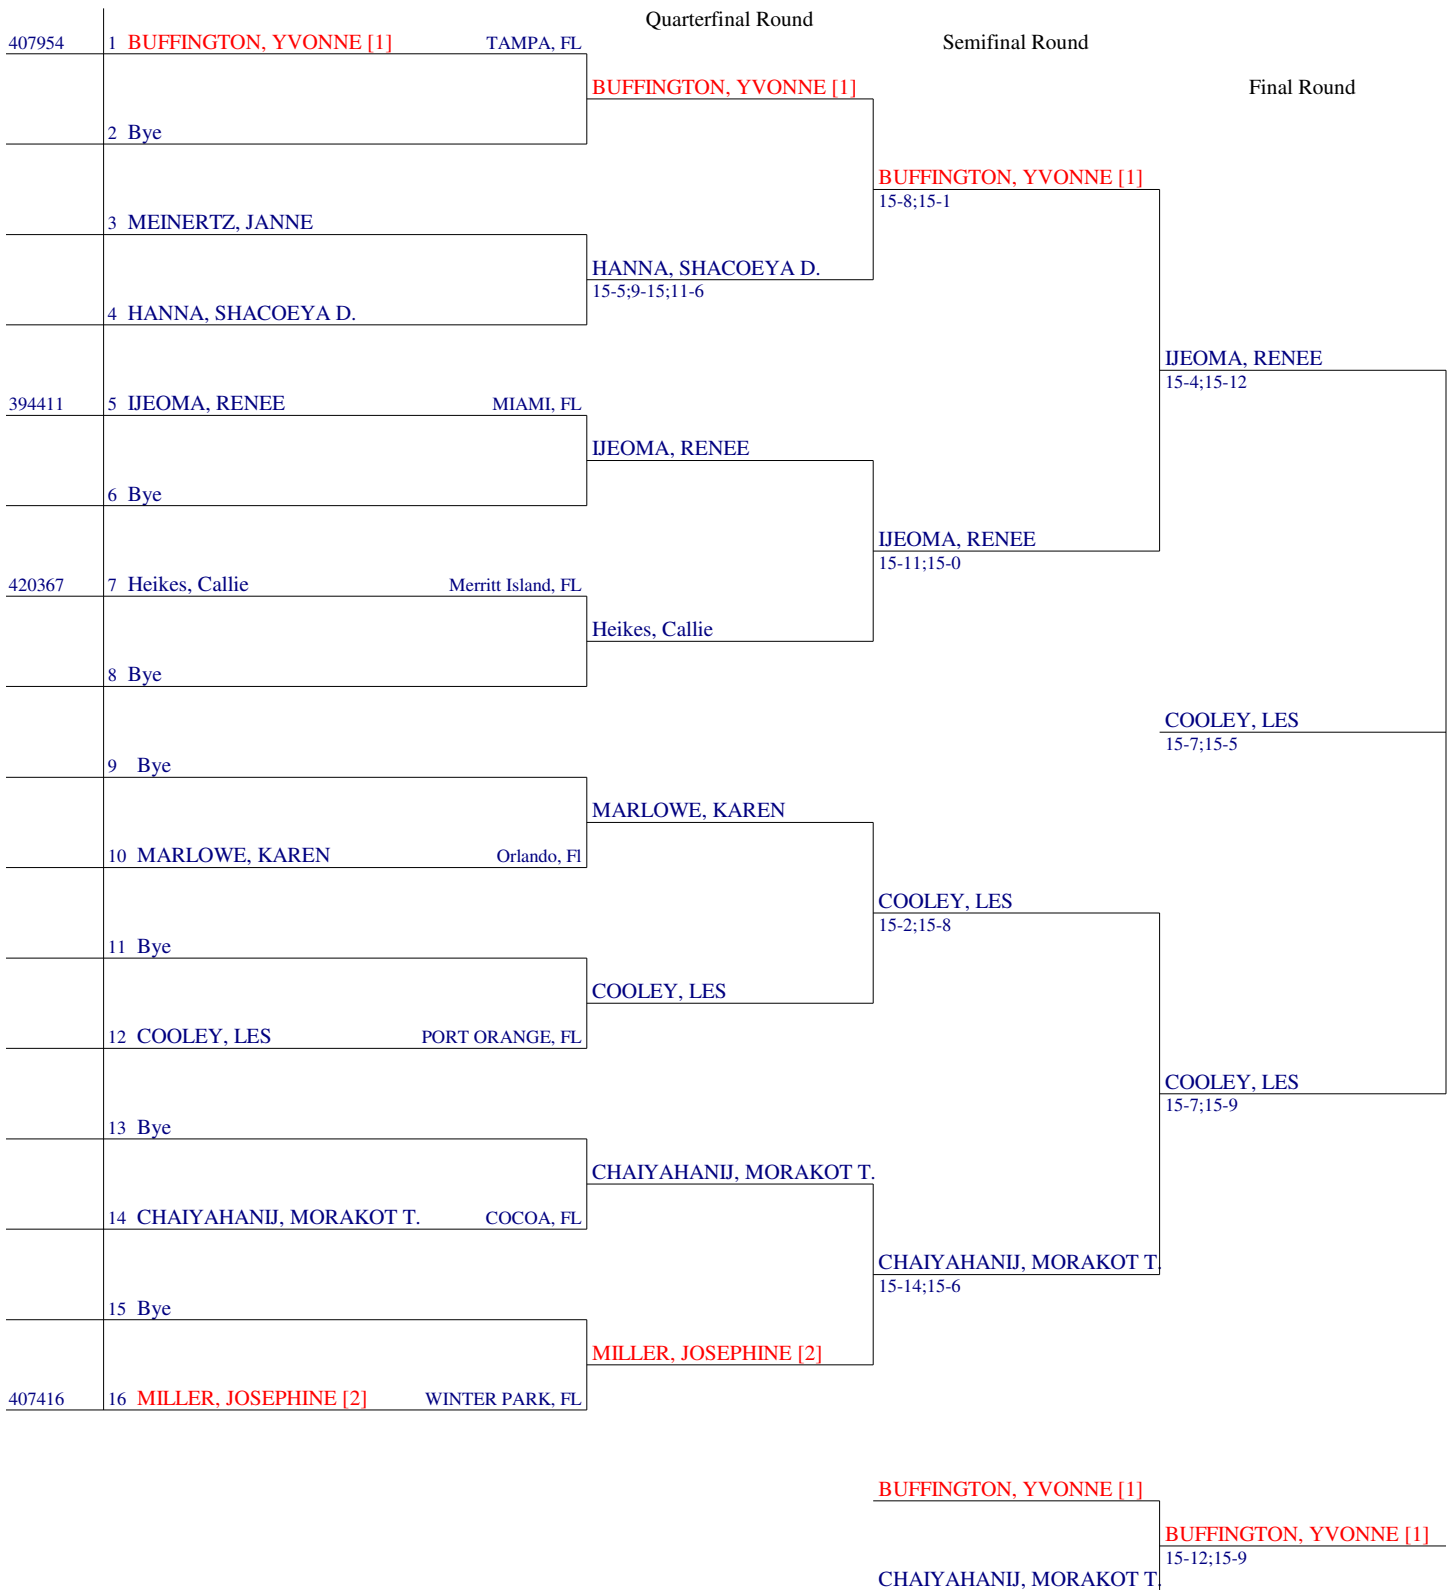 Quarterfinal Round
Semifinal Round
Final Round
407954 1 BUFFINGTON, YVONNE [1] TAMPA, FL
BUFFINGTON, YVONNE [1]
2 Bye
BUFFINGTON, YVONNE [1]
15-8;15-1
3 MEINERTZ, JANNE
HANNA, SHACOEYA D.
15-5;9-15;11-6
4 HANNA, SHACOEYA D.
IJEOMA, RENEE
15-4;15-12
394411 5 IJEOMA, RENEE MIAMI, FL
IJEOMA, RENEE
6 Bye
IJEOMA, RENEE
15-11;15-0
420367 7 Heikes, Callie Merritt Island, FL
Heikes, Callie
8 Bye
COOLEY, LES
15-7;15-5
9 Bye
MARLOWE, KAREN
10 MARLOWE, KAREN Orlando, Fl
COOLEY, LES
15-2;15-8
11 Bye
COOLEY, LES
12 COOLEY, LES PORT ORANGE, FL
COOLEY, LES
15-7;15-9
13 Bye
CHAIYAHANIJ, MORAKOT T.
14 CHAIYAHANIJ, MORAKOT T. COCOA, FL
CHAIYAHANIJ, MORAKOT T.
15-14;15-6
15 Bye
MILLER, JOSEPHINE [2]
407416 16 MILLER, JOSEPHINE [2] WINTER PARK, FL
BUFFINGTON, YVONNE [1]
BUFFINGTON, YVONNE [1]
15-12;15-9
CHAIYAHANIJ, MORAKOT T.